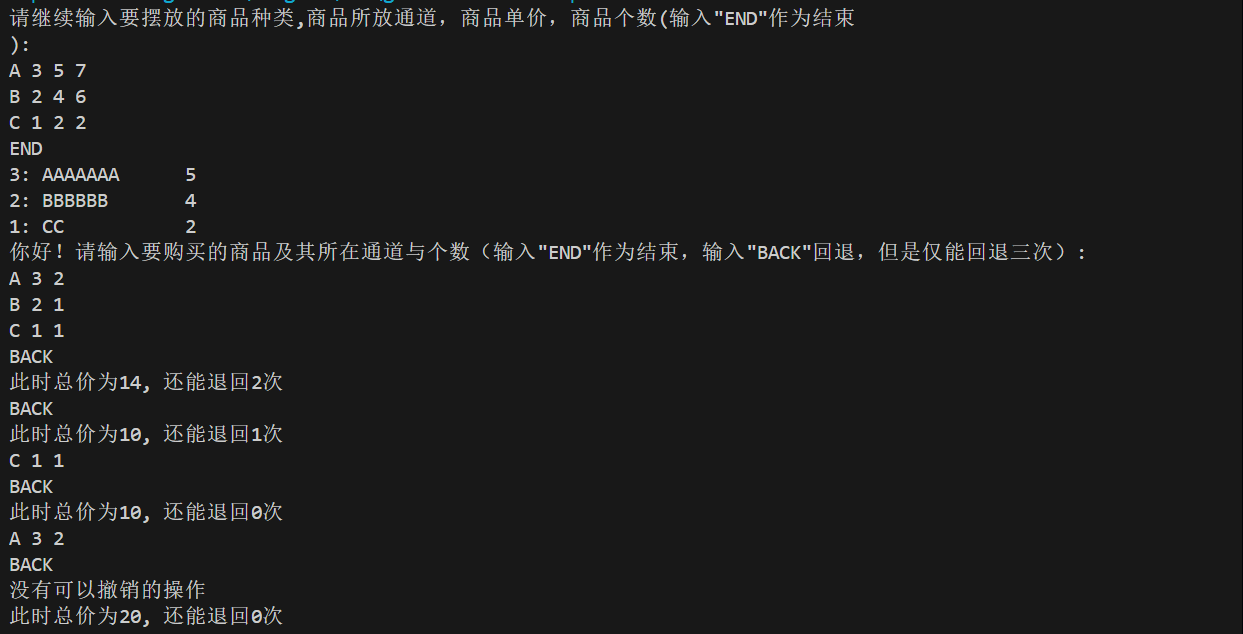 请继续输入要摆放的商品种类,商品所放通道，商品单价，商品个数(输入"END"作为结束
):
A 3 5 7
B 2 4 6
C 1 2 2
END
3: AAAAAAA      5
2: BBBBBB       4
1: CC           2
你好！请输入要购买的商品及其所在通道与个数（输入"END"作为结束，输入"BACK"回退，但是仅能回退三次）：
A 3 2
B 2 1
C 1 1
BACK
此时总价为14, 还能退回2次
BACK
此时总价为10, 还能退回1次
C 1 1
BACK
此时总价为10, 还能退回0次
A 3 2
BACK
没有可以撤销的操作
此时总价为20, 还能退回0次